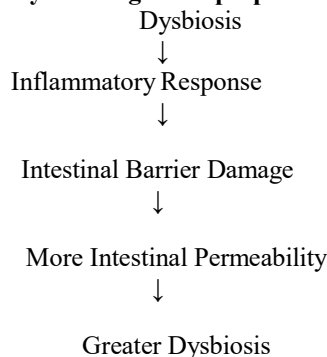 Dysbiosis
↓
Inflammatory Response
↓
Intestinal Barrier Damage
↓
More Intestinal Permeability
↓
Greater Dysbiosis